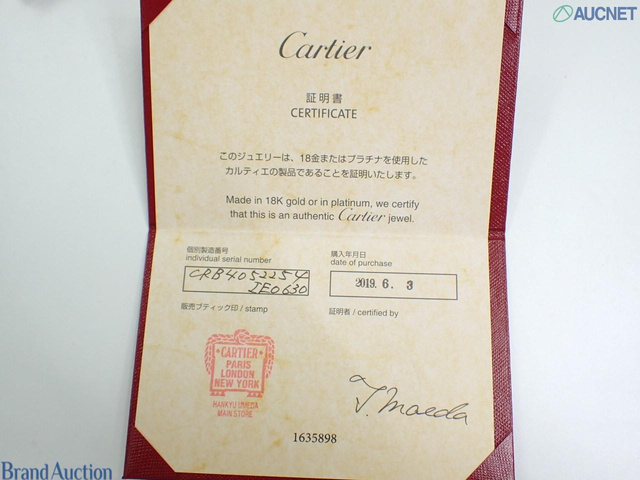 AUCNET
Cartier
証明書
CERTIFICATE
このジュエリーは、18金またはプラチナを使用した
カルティエの製品であることを証明いたします。
Made in 18K gold or in platinum, we certify
that this is an authentic Cartier jewel.
個別製造番号
individual serial number
CRB4052254
IEO630
購入年月日
date of purchase
2019. 6. 3
販売ブティック印 / stamp
証明者 / certified by
CARTIER
PARIS
LONDON
NEW YORK
HANKYU UMEDA
MAIN STORE
T. Maeda
1635898
Brand Auction